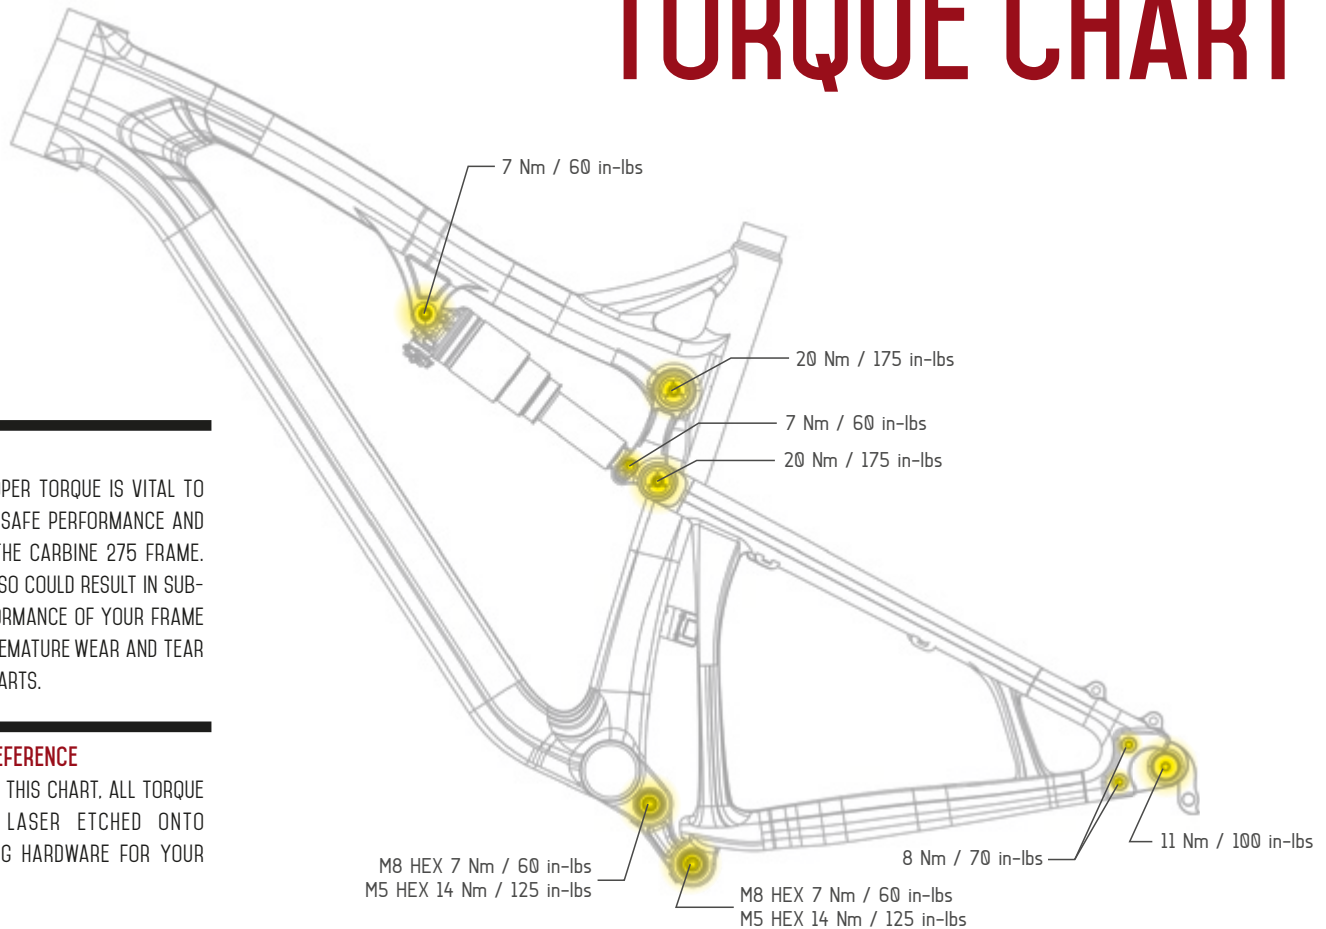 TORQUE CHART
7 Nm / 60 in-lbs
20 Nm / 175 in-lbs
7 Nm / 60 in-lbs
20 Nm / 175 in-lbs
PER TORQUE IS VITAL TO
SAFE PERFORMANCE AND
THE CARBINE 275 FRAME.
SO COULD RESULT IN SUB-
ORMANCE OF YOUR FRAME
EMATURE WEAR AND TEAR
ARTS.
EFERENCE
THIS CHART, ALL TORQUE
LASER ETCHED ONTO
G HARDWARE FOR YOUR
M8 HEX 7 Nm / 60 in-lbs
M5 HEX 14 Nm / 125 in-lbs
M8 HEX 7 Nm / 60 in-lbs
M5 HEX 14 Nm / 125 in-lbs
8 Nm / 70 in-lbs
11 Nm / 100 in-lbs